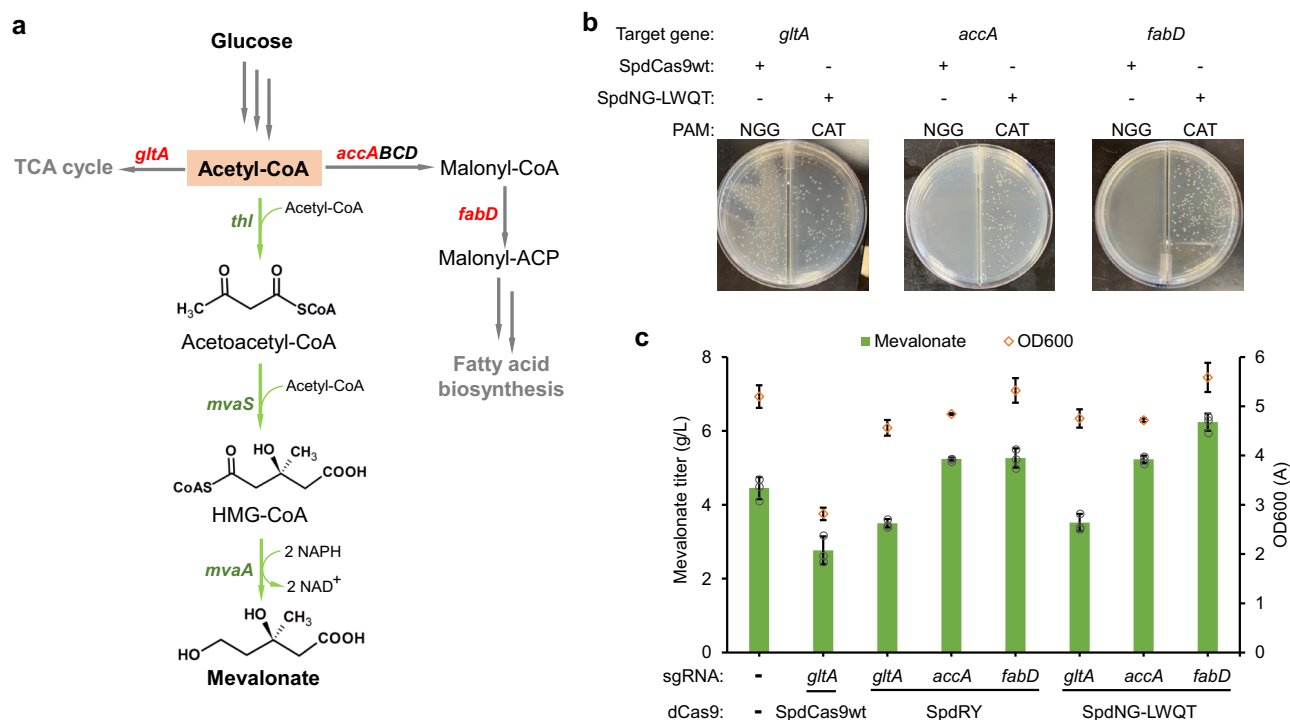 a
Glucose
TCA cycle
gltA
Acetyl-CoA
accABCD
Malonyl-CoA
thl
Acetyl-CoA
fabD
Malonyl-ACP
O O
H3C SCoA
Acetoacetyl-CoA
Fatty acid
biosynthesis
mvaS
Acetyl-CoA
O HO CH3
CoAS COOH
HMG-CoA
mvaA
2 NAPH
2 NAD+
HO CH3
HO COOH
Mevalonate
b
Target gene: gltA accA fabD
SpdCas9wt: + - + - + -
SpdNG-LWQT: - + - + - +
PAM: NGG CAT NGG CAT NGG CAT
c
Mevalonate OD600
Mevalonate titer (g/L)
8
6
4
2
0
OD600 (A)
6
5
4
3
2
1
0
sgRNA: - gltA gltA accA fabD gltA accA fabD
dCas9: - SpdCas9wt SpdRY SpdNG-LWQT